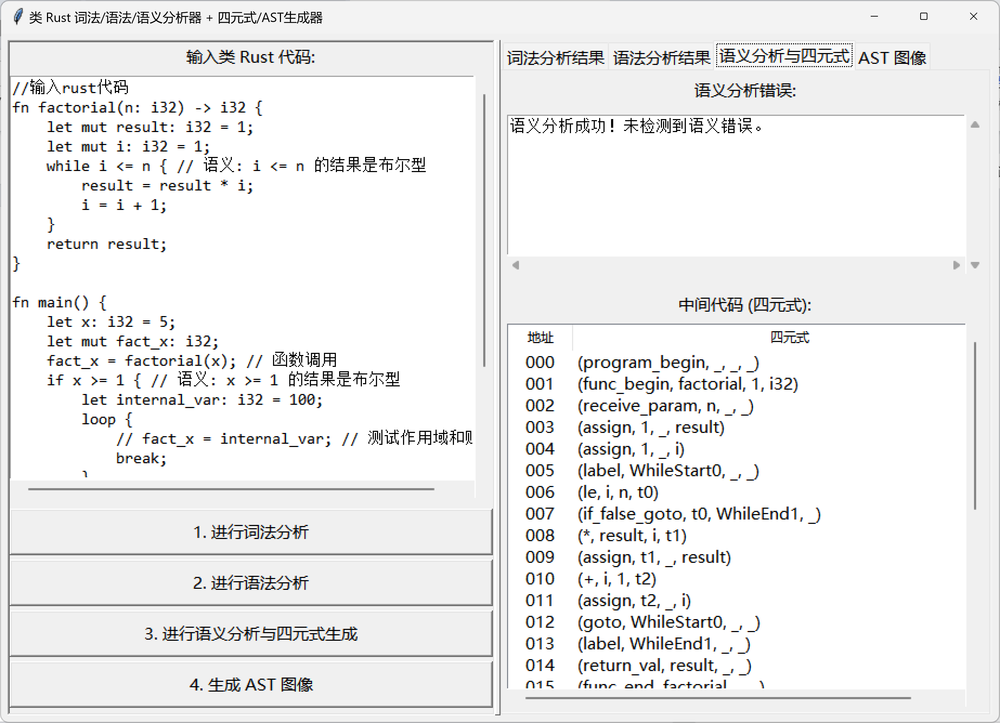 类 Rust 词法/语法/语义分析器 + 四元式/AST生成器
输入类 Rust 代码:
//输入rust代码
fn factorial(n: i32) -> i32 {
    let mut result: i32 = 1;
    let mut i: i32 = 1;
    while i <= n { // 语义: i <= n 的结果是布尔型
        result = result * i;
        i = i + 1;
    }
    return result;
}
fn main() {
    let x: i32 = 5;
    let mut fact_x: i32;
    fact_x = factorial(x); // 函数调用
    if x >= 1 { // 语义: x >= 1 的结果是布尔型
        let internal_var: i32 = 100;
        loop {
            // fact_x = internal_var; // 测试作用域和
            break;
        }
1. 进行词法分析
2. 进行语法分析
3. 进行语义分析与四元式生成
4. 生成 AST 图像
词法分析结果 语法分析结果 语义分析与四元式 AST 图像
语义分析错误:
语义分析成功！未检测到语义错误。
中间代码 (四元式):
地址 四元式
000 (program_begin, _, _, _)
001 (func_begin, factorial, 1, i32)
002 (receive_param, n, _, _)
003 (assign, 1, _, result)
004 (assign, 1, _, i)
005 (label, WhileStart0, _, _)
006 (le, i, n, t0)
007 (if_false_goto, t0, WhileEnd1, _)
008 (*, result, i, t1)
009 (assign, t1, _, result)
010 (+, i, 1, t2)
011 (assign, t2, _, i)
012 (goto, WhileStart0, _, _)
013 (label, WhileEnd1, _, _)
014 (return_val, result, _, _)
015 (func_end, factorial, _, _)